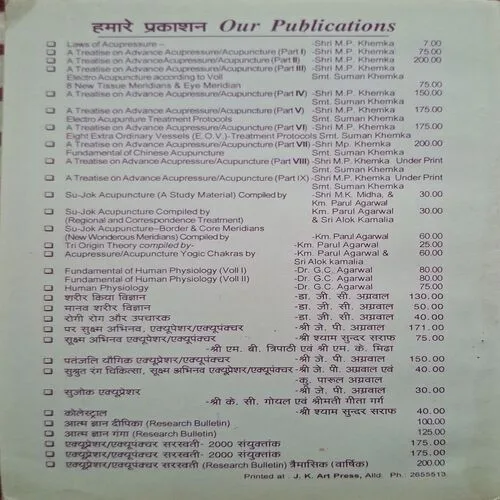 हमारे प्रकाशन Our Publications
Laws of Acupressure – -Shri M.P. Khemka 7.00
A Treatise on Advance Acupressure/Acupuncture (Part I) -Shri M.P. Khemka 75.00
A Treatise on AdvanceAcupressure/Acupuncture (Part II) -Shri M.P. Khemka 200.00
A Treatise on Advance Acupressure/Acupuncture (Part III) -Shri M.P. Khemka
Electro Acupuncture according to Voll Smt. Suman Khemka
8 New Tissue Meridians & Eye Meridian 75.00
A Treatise on Advance Acupressure/Acupuncture (Part IV) -Shri M.P. Khemka 150.00
Smt. Suman Khemka
A Treatise on Advance Acupressure/Acupuncture (Part V) -Shri M.P. Khemka 175.00
Electro Acupunture Treatment Protocols Smt. Suman Khemka
A Treatise on Advance Acupressure/Acupuncture (Part VI) -Shri M.P. Khemka 175.00
Eight Extra Ordinary Vessels (E.O.V.)-Treatment Protocols Smt. Suman Khemka
A Treatise on Advance Acupressure/Acupuncture (Part VII) -Shri Mp. Khemka 200.00
Fundamental of Chinese Acupuncture Smt. Suman Khemka
A Treatise on Advance Acupressure/Acupuncture (Part VIII) -Shri M.P. Khemka Under Print
Smt. Suman Khemka
A Treatise on Advance Acupressure/Acupuncture (Part IX) -Shri M.P. Khemka Under Print
Smt. Suman Khemka
Su-Jok Acupuncture (A Study Material) Compiled by -Shri M.K. Midha, & 30.00
Km. Parul Agarwal
Su-Jok Acupuncture Compiled by Km. Parul Agarwal 30.00
(Regional and Correspondence Treatment) & Sri Alok Kamalia
Su-Jok Acupuncture–Border & Core Meridians
(New Wonderous Meridians) Compiled by -Km. Parul Agarwal 60.00
Tri Origin Theory compiled by- -Km. Parul Agarwal 25.00
Acupressure/Acupuncture Yogic Chakras by -Km. Parul Agarwal & 60.00
Sri Alok kamalia
Fundamental of Human Physiology (Voll I) -Dr. G.C. Agarwal 80.00
Fundamental of Human Physiology (Voll II) -Dr. G.C. Agarwal 80.00
Human Physiology -Dr. G.C. Agarwal 75.00
शरीर क्रिया विज्ञान -डा. जी. सी. अग्रवाल 130.00
मानव शरीर विज्ञान -डा. जी. सी. अग्रवाल 50.00
रोगी रोग और उपचारक -डा. जी. सी. अग्रवाल 40.00
पर सूक्ष्म अभिनव, एक्यूप्रेशर/एक्यूपंक्चर -श्री जे. पी. अग्रवाल 171.00
सूक्ष्म अभिनव, एक्यूप्रेशर/एक्यूपंक्चर -श्री श्याम सुन्दर सराफ 75.00
-श्री एम. बी. त्रिपाठी एवं श्री एम. के. मिढा
पतंजलि यौगिक एक्यूप्रेशर/एक्यूपंक्चर -श्री जे. पी. अग्रवाल 150.00
सुश्रुत रंग चिकित्सा, सूक्ष्म अभिनव एक्यूप्रेशर/एक्यूपंक्चर -श्री जे. पी. अग्रवाल एवं 40.00
कु. पारूल अग्रवाल
सुजोक एक्यूप्रेशर -श्री जे. पी. अग्रवाल 30.00
-श्री के. सी. गोयल एवं श्रीमती गीता गर्ग
कोलेस्ट्राल -श्री श्याम सुन्दर सराफ 40.00
आत्म ज्ञान दीपिका (Research Bulletin) 100.00
आत्म ज्ञान गंगा (Research Bulletin) 125.00
एक्यूप्रेशर/एक्यूपंक्चर सरस्वती- 2000 संयुक्तांक 175.00
एक्यूप्रेशर/एक्यूपंक्चर सरस्वती- 2000 संयुक्तांक 175.00
एक्यूप्रेशर/एक्यूपंक्चर सरस्वती (Research Bulletin) त्रैमासिक (वार्षिक) 200.00
Printed at : J. K. Art Press, Alld: Ph.: 2655513